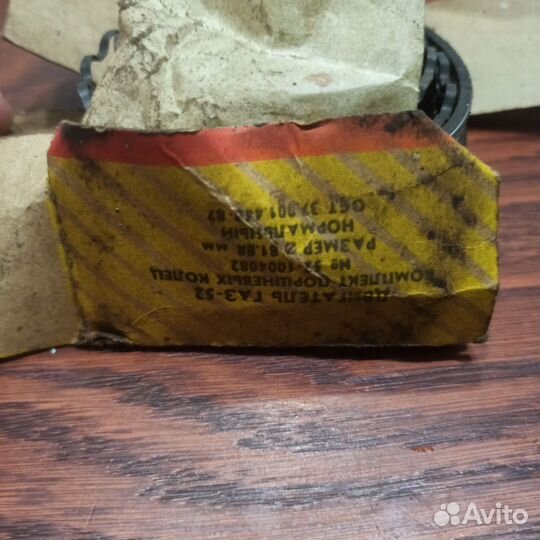 ДВИГАТЕЛЬ ГАЗ-52
КОМПЛЕКТ ПОРШНЕВЫХ КОЛЕЦ
№ 52-1004082
РАЗМЕР Ø 81.88 мм
НОРМАЛЬНЫЙ
ОСТ 37.001.446 87
Avito